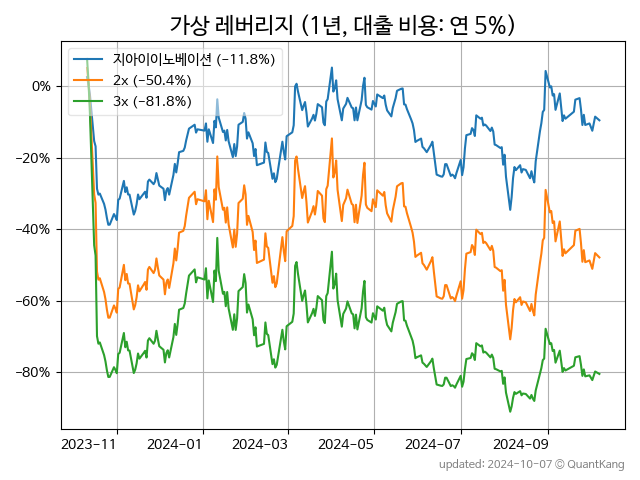 가상 레버리지 (1년, 대출 비용: 연 5%)
지아이이노베이션 (-11.8%)
2x (-50.4%)
3x (-81.8%)
0%
-20%
-40%
-60%
-80%
2023-11 2024-01 2024-03 2024-05 2024-07 2024-09
updated: 2024-10-07 © QuantKang